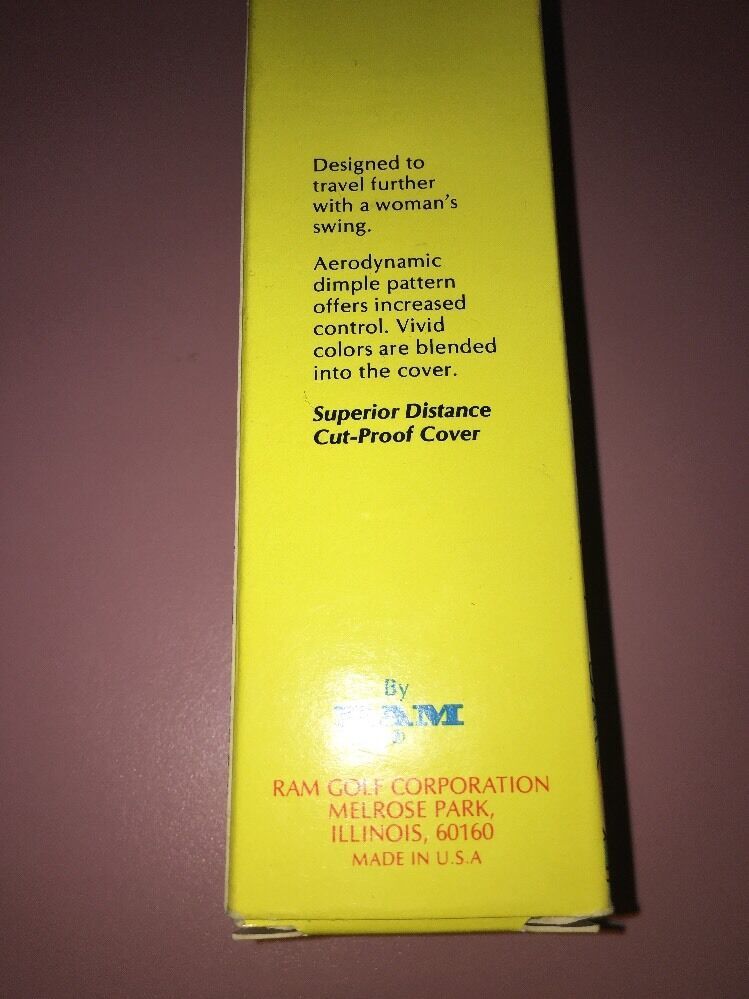 Designed to
travel further
with a woman's
swing.
Aerodynamic
dimple pattern
offers increased
control. Vivid
colors are blended
into the cover.
Superior Distance
Cut-Proof Cover
By
RAM
®
RAM GOLF CORPORATION
MELROSE PARK,
ILLINOIS, 60160
MADE IN U.S.A